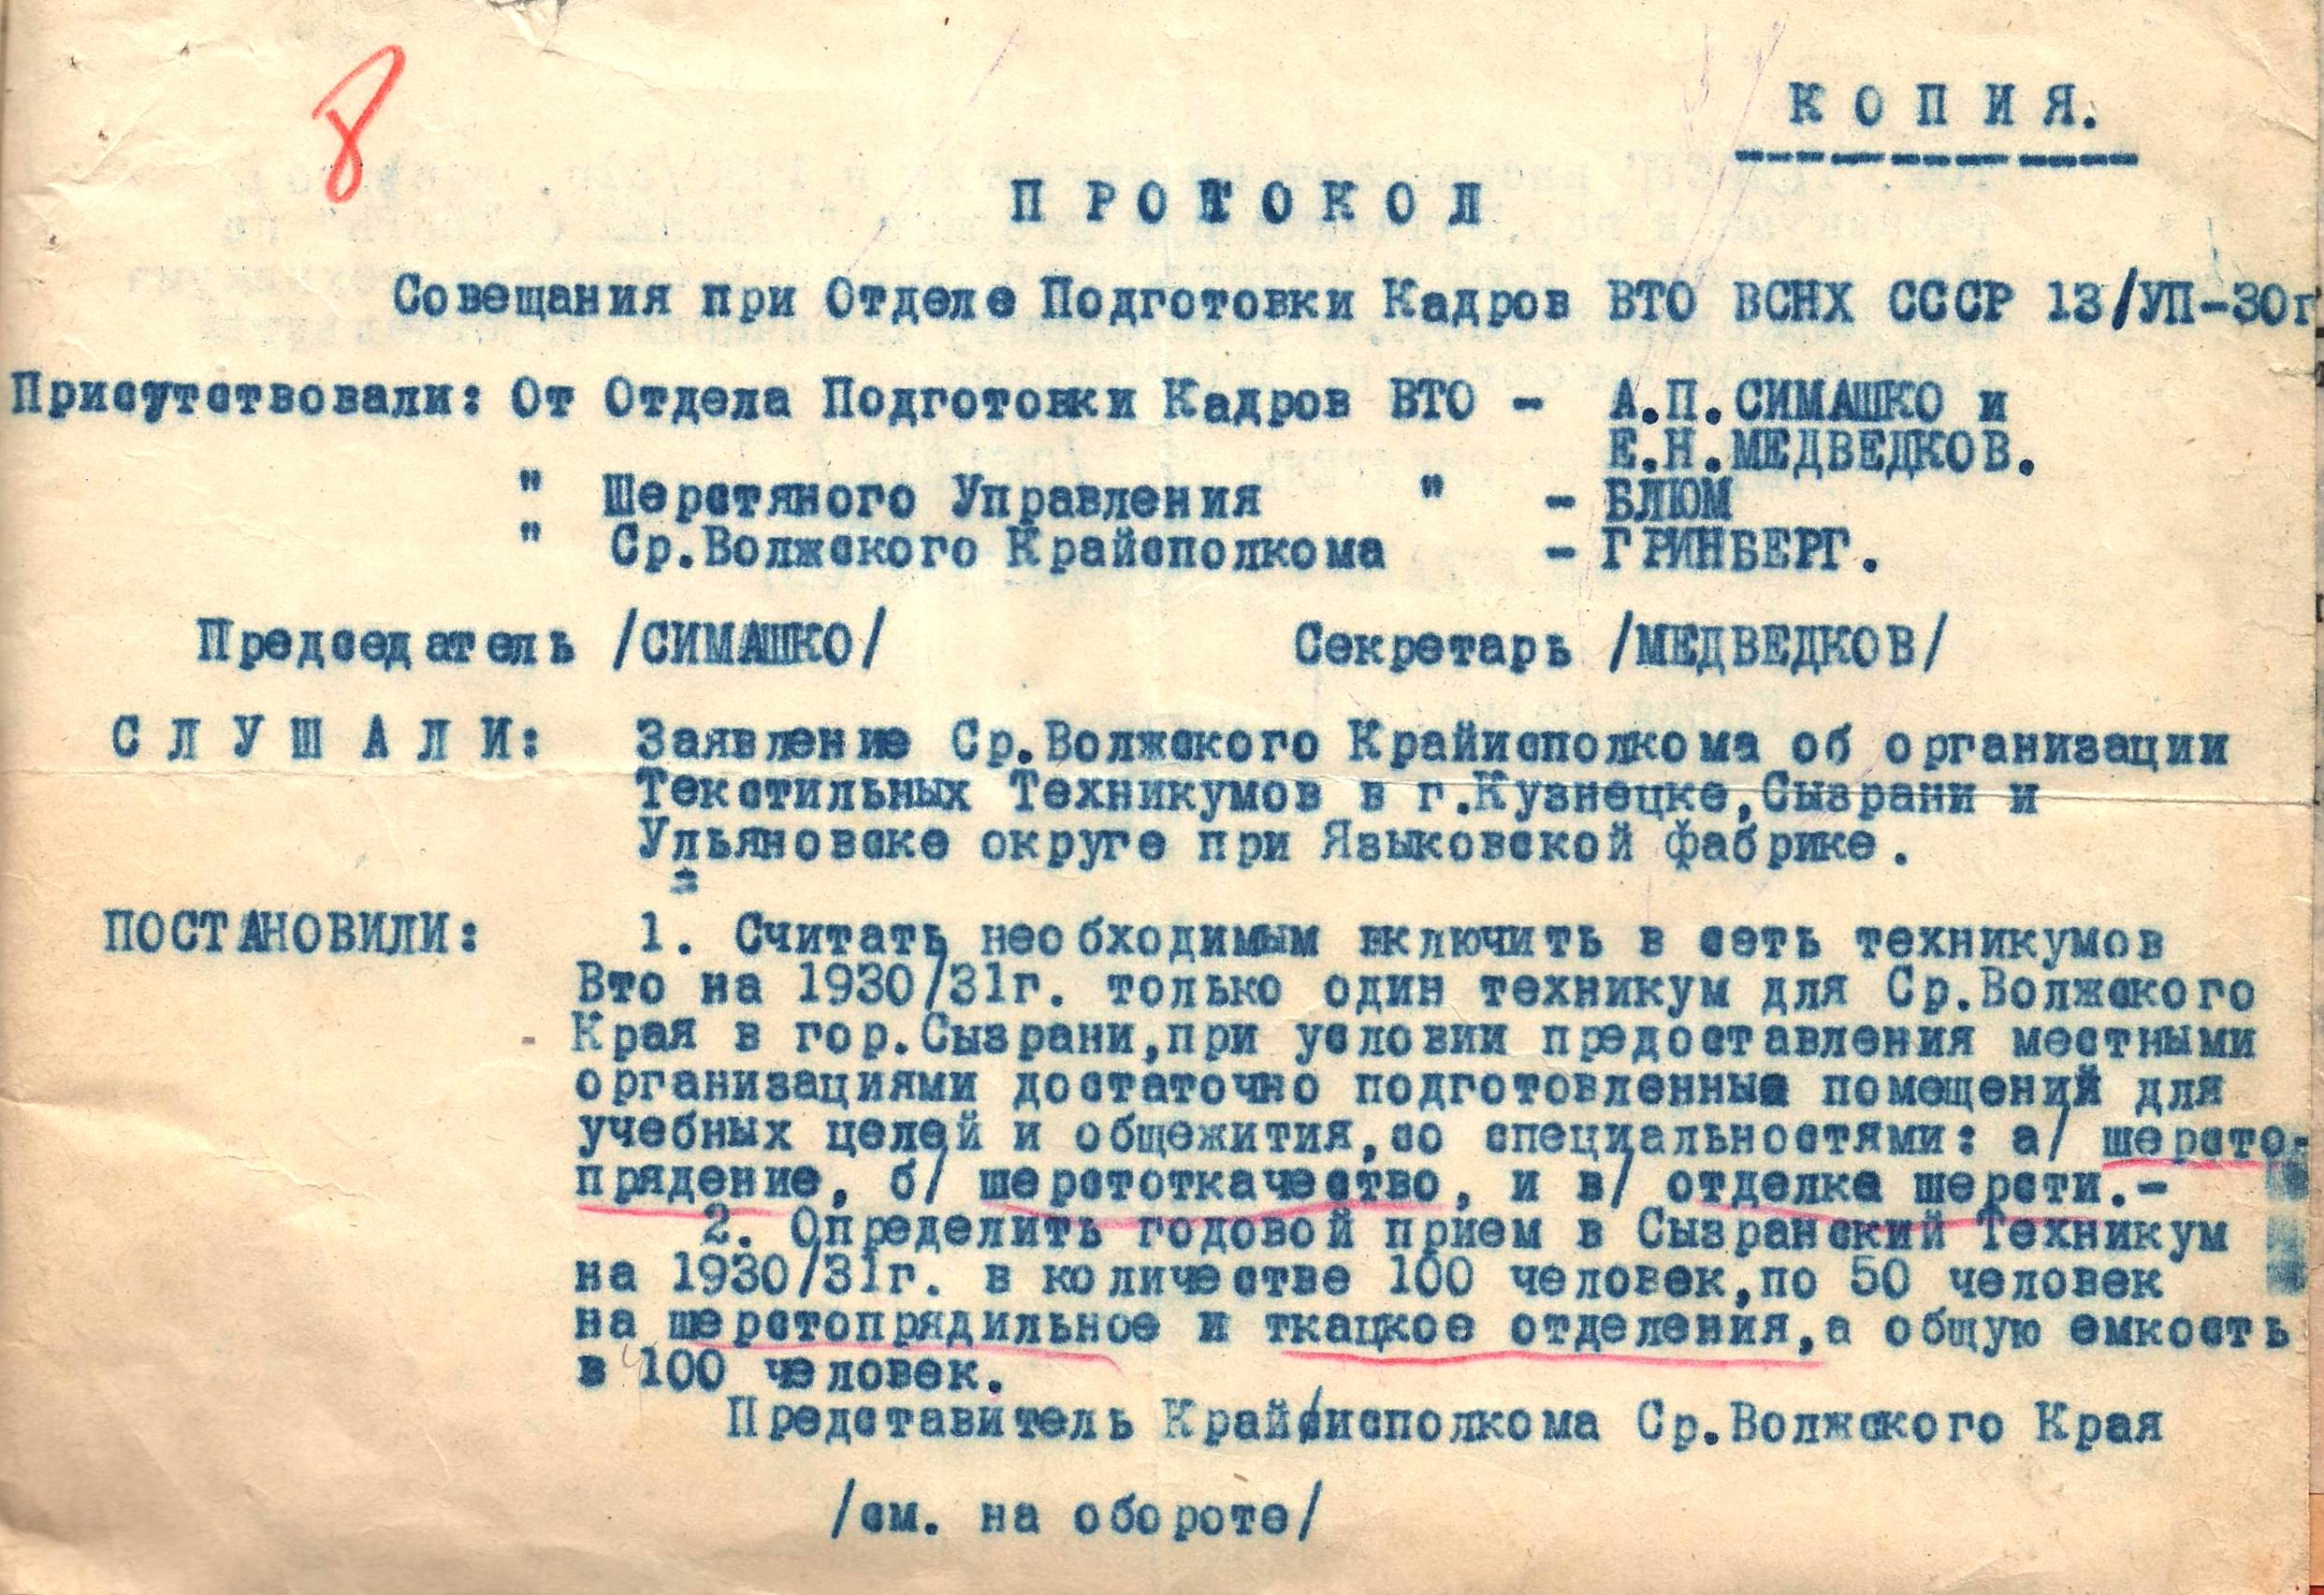 8
К О П И Я.
П Р О Т О К О Л
Совещания при Отделе Подготовки Кадров ВТО ВСНХ СССР 13/УП-30г
Присутствовали: От Отдела Подготовки Кадров ВТО - А.П.СИМАШКО и
Е.Н.МЕДВЕДКОВ.
" Шерстяного Управления " - БЛЮМ
" Ср.Волжского Крайсполкома - ГРИНБЕРГ.
Председатель /СИМАШКО/ Секретарь /МЕДВЕДКОВ/
С Л У Ш А Л И: Заявление Ср.Волжского Крайисполкома об организации
Текстильных Техникумов в г.Кузнецке,Сызрани и
Ульяновске округе при Языковской фабрике.
ПОСТАНОВИЛИ: 1. Считать необходимым включить в сеть техникумов
Вто на 1930/31г. только один техникум для Ср.Волжского
Края в гор.Сызрани,при условии предоставления местными
организациями достаточно подготовленные помещений для
учебных целей и общежития,со специальностями: а/ шерсто-
прядение, б/ шерстоткачество, и в/ отделка шерсти.-
2. Определить годовой прием в Сызранский Техникум
на 1930/31г. в количестве 100 человек,по 50 человек
на шерстопрядильное и ткацкое отделения,а общую емкость
в 100 человек.
Представитель Крайисполкома Ср.Волжского Края
/см. на обороте/